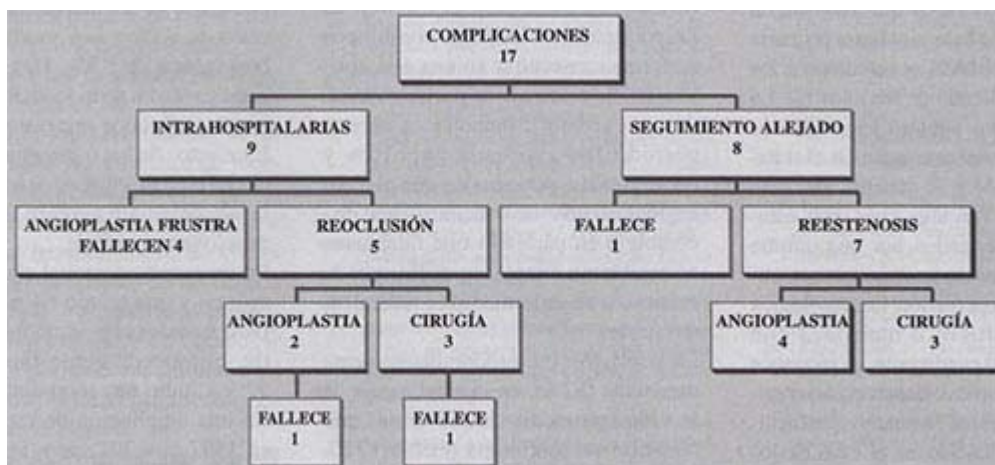 COMPLICACIONES
17
INTRAHOSPITALARIAS
9
SEGUIMIENTO ALEJADO
8
ANGIOPLASTIA FRUSTRA
FALLECEN 4
REOCLUSIÓN
5
FALLECE
1
REESTENOSIS
7
ANGIOPLASTIA
2
CIRUGÍA
3
ANGIOPLASTIA
4
CIRUGÍA
3
FALLECE
1
FALLECE
1